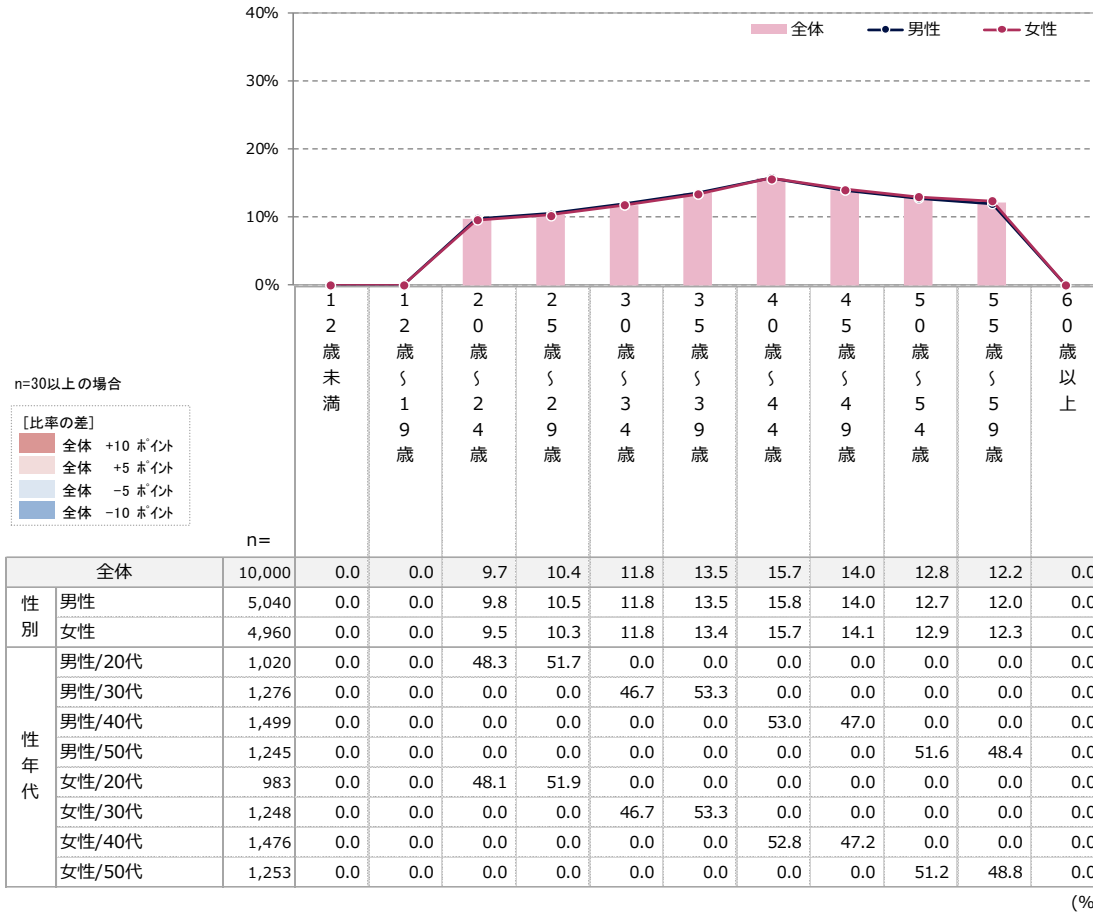 40%
30%
20%
10%
0%
全体 男性 女性
12歳未満
12歳～19歳
20歳～24歳
25歳～29歳
30歳～34歳
35歳～39歳
40歳～44歳
45歳～49歳
50歳～54歳
55歳～59歳
60歳以上
n=30以上の場合
[比率の差]
全体 +10 ﾎﾟｲﾝﾄ
全体 +5 ﾎﾟｲﾝﾄ
全体 -5 ﾎﾟｲﾝﾄ
全体 -10 ﾎﾟｲﾝﾄ
n=
全体 10,000 0.0 0.0 9.7 10.4 11.8 13.5 15.7 14.0 12.8 12.2 0.0
性別
男性 5,040 0.0 0.0 9.8 10.5 11.8 13.5 15.8 14.0 12.7 12.0 0.0
女性 4,960 0.0 0.0 9.5 10.3 11.8 13.4 15.7 14.1 12.9 12.3 0.0
性年代
男性/20代 1,020 0.0 0.0 48.3 51.7 0.0 0.0 0.0 0.0 0.0 0.0 0.0
男性/30代 1,276 0.0 0.0 0.0 0.0 46.7 53.3 0.0 0.0 0.0 0.0 0.0
男性/40代 1,499 0.0 0.0 0.0 0.0 0.0 0.0 53.0 47.0 0.0 0.0 0.0
男性/50代 1,245 0.0 0.0 0.0 0.0 0.0 0.0 0.0 0.0 51.6 48.4 0.0
女性/20代 983 0.0 0.0 48.1 51.9 0.0 0.0 0.0 0.0 0.0 0.0 0.0
女性/30代 1,248 0.0 0.0 0.0 0.0 46.7 53.3 0.0 0.0 0.0 0.0 0.0
女性/40代 1,476 0.0 0.0 0.0 0.0 0.0 0.0 52.8 47.2 0.0 0.0 0.0
女性/50代 1,253 0.0 0.0 0.0 0.0 0.0 0.0 0.0 0.0 51.2 48.8 0.0
(%